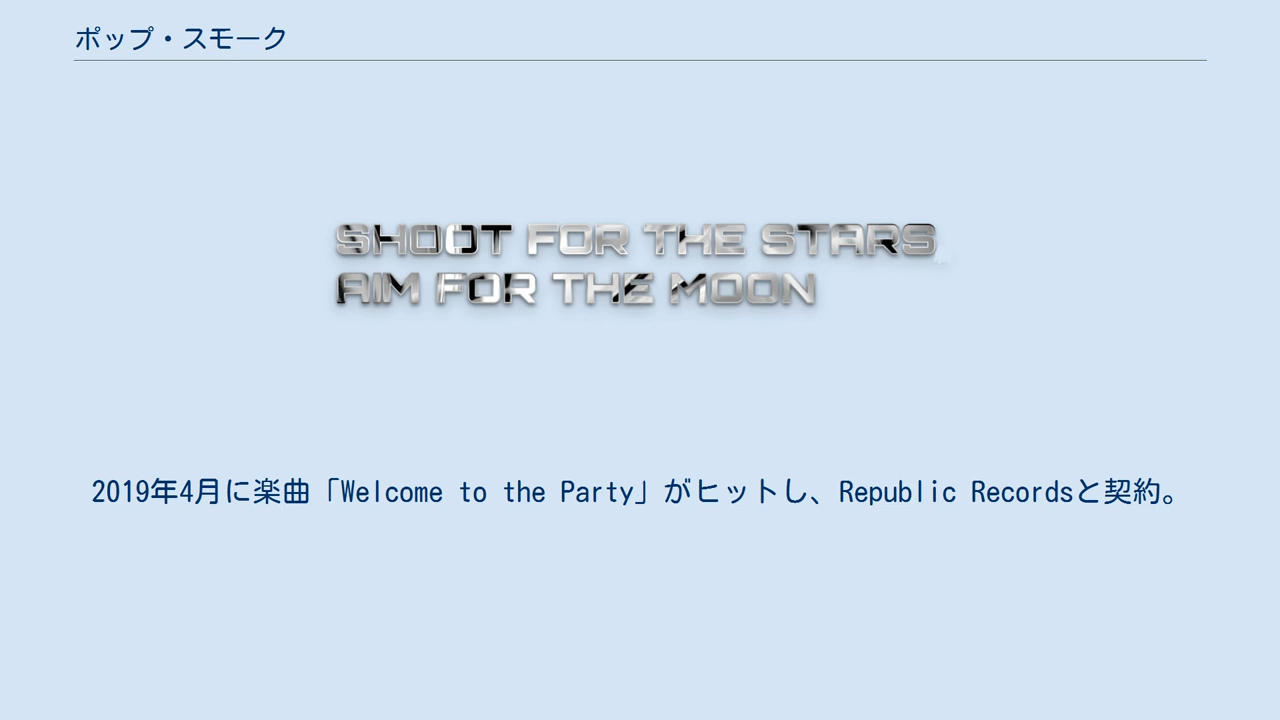 ポップ・スモーク
SHOOT FOR THE STARS
AIM FOR THE MOON
2019年4月に楽曲「Welcome to the Party」がヒットし、Republic Recordsと契約。